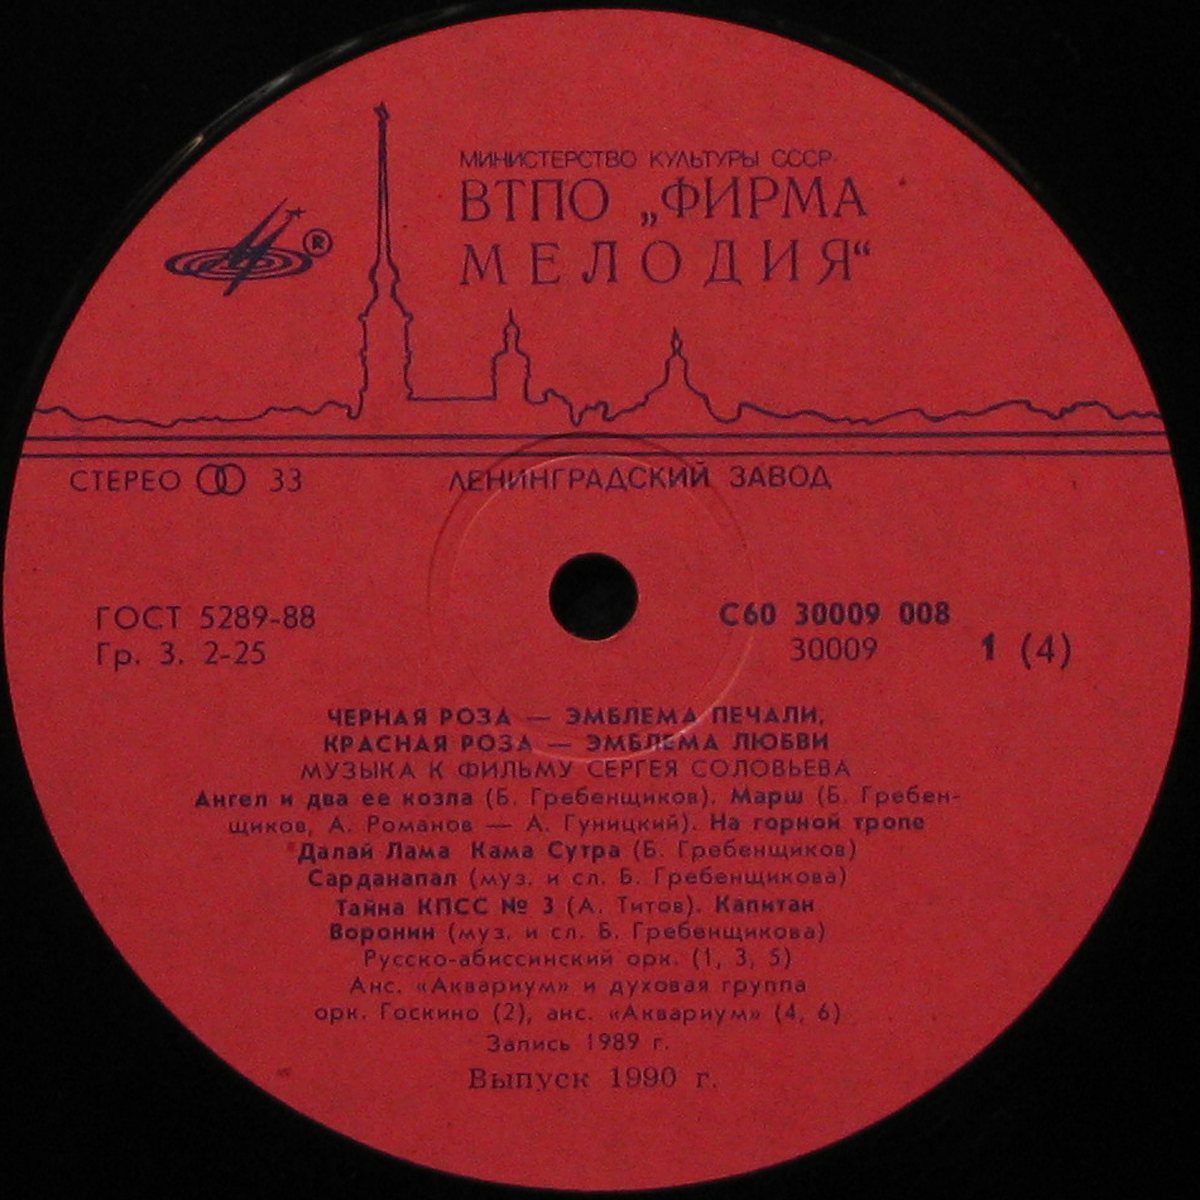 МИНИСТЕРСТВО КУЛЬТУРЫ СССР
ВТПО „ФИРМА
МЕЛОДИЯ“
®
СТЕРЕО 33
ЛЕНИНГРАДСКИЙ ЗАВОД
ГОСТ 5289-88
Гр. 3. 2-25
С60 30009 008
30009
1 (4)
ЧЕРНАЯ РОЗА — ЭМБЛЕМА ПЕЧАЛИ,
КРАСНАЯ РОЗА — ЭМБЛЕМА ЛЮБВИ
МУЗЫКА К ФИЛЬМУ СЕРГЕЯ СОЛОВЬЕВА
Ангел и два ее козла (Б. Гребенщиков). Марш (Б. Гребен-
щиков, А. Романов — А. Гуницкий). На горной тропе
Далай Лама Кама Сутра (Б. Гребенщиков)
Сарданапал (муз. и сл. Б. Гребенщикова)
Тайна КПСС № 3 (А. Титов). Капитан
Воронин (муз. и сл. Б. Гребенщикова)
Русско-абиссинский орк. (1, 3, 5)
Анс. «Аквариум» и духовая группа
орк. Госкино (2), анс. «Аквариум» (4, 6)
Запись 1989 г.
Выпуск 1990 г.